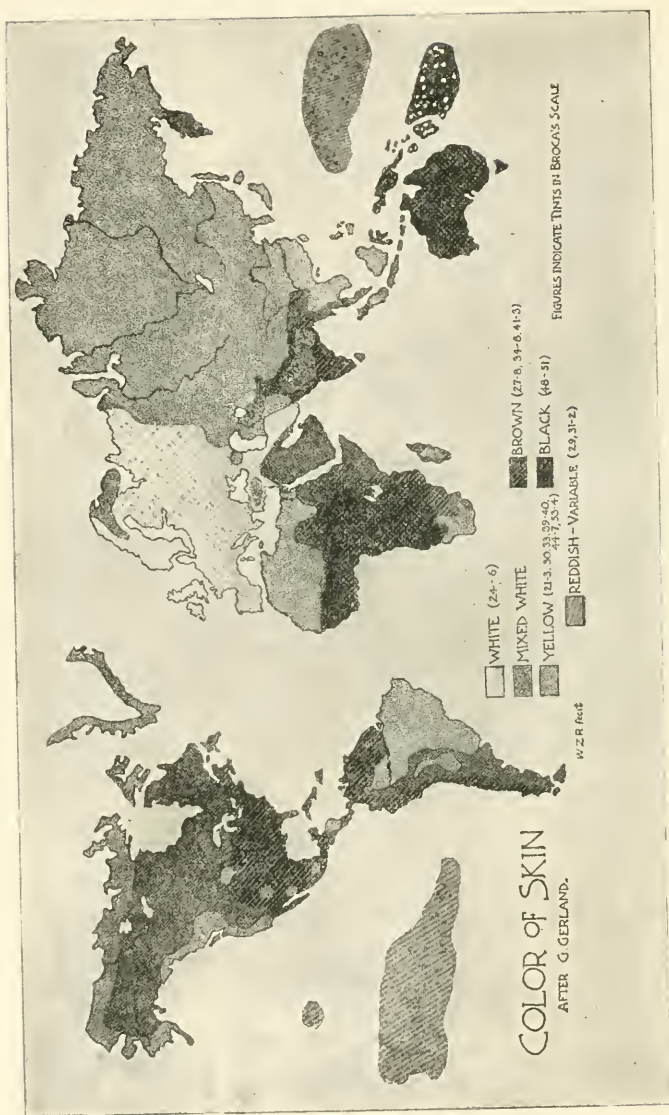 COLOR OF SKIN
AFTER G. GERLAND.
W Z R fecit
WHITE (24-6)
MIXED WHITE
YELLOW (21-3, 30, 33, 39-40,
44-7, 53-4)
REDDISH-VARIABLE (29, 31-2)
BROWN (27-8, 34-8, 41-3)
BLACK (48-51)
FIGURES INDICATE TINTS IN BROCA'S SCALE